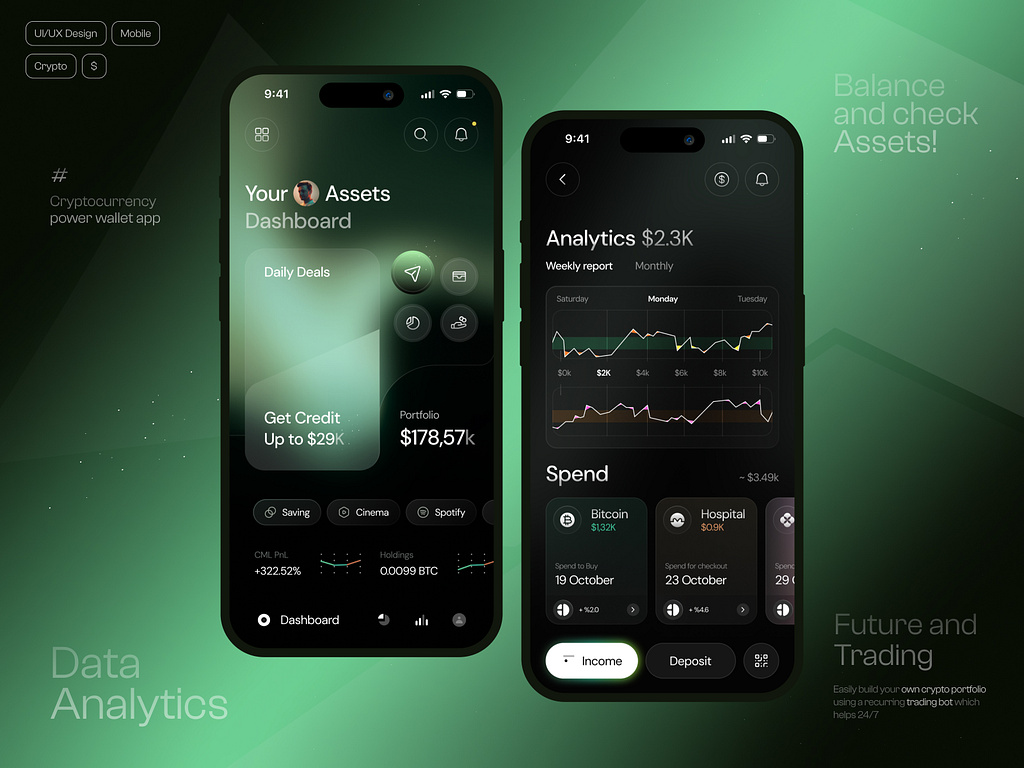 UI/UX Design
Mobile
Crypto
$
#
Cryptocurrency
power wallet app
Balance
and check
Assets!
9:41
Your Assets
Dashboard
Daily Deals
Get Credit
Up to $29K
Portfolio
$178,57k
Saving
Cinema
Spotify
CML PnL
+322.52%
Holdings
0.0099 BTC
Dashboard
9:41
Analytics $2.3K
Weekly report
Monthly
Saturday
Monday
Tuesday
$0k
$2K
$4k
$6k
$8k
$10k
Spend
~ $3.49k
Bitcoin
$1,32K
Spend to Buy
19 October
+ %2.0
Hospital
$0.9K
Spend for checkout
23 October
+ %4.6
Income
Deposit
Data
Analytics
Future and
Trading
Easily build your own crypto portfolio
using a recurring trading bot which
helps 24/7